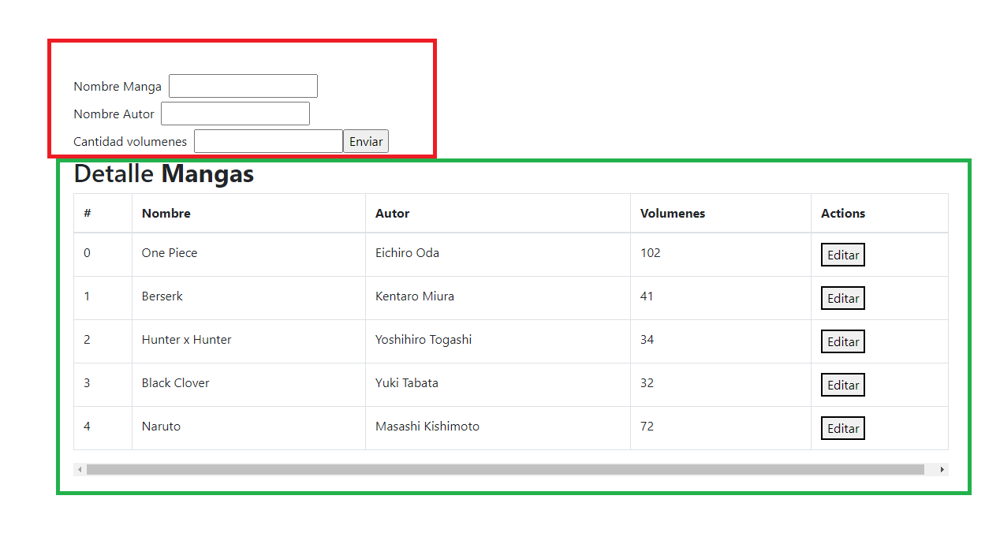 Nombre Manga
Nombre Autor
Cantidad volumenes Enviar
Detalle Mangas
# Nombre Autor Volumenes Actions
0 One Piece Eichiro Oda 102 Editar
1 Berserk Kentaro Miura 41 Editar
2 Hunter x Hunter Yoshihiro Togashi 34 Editar
3 Black Clover Yuki Tabata 32 Editar
4 Naruto Masashi Kishimoto 72 Editar